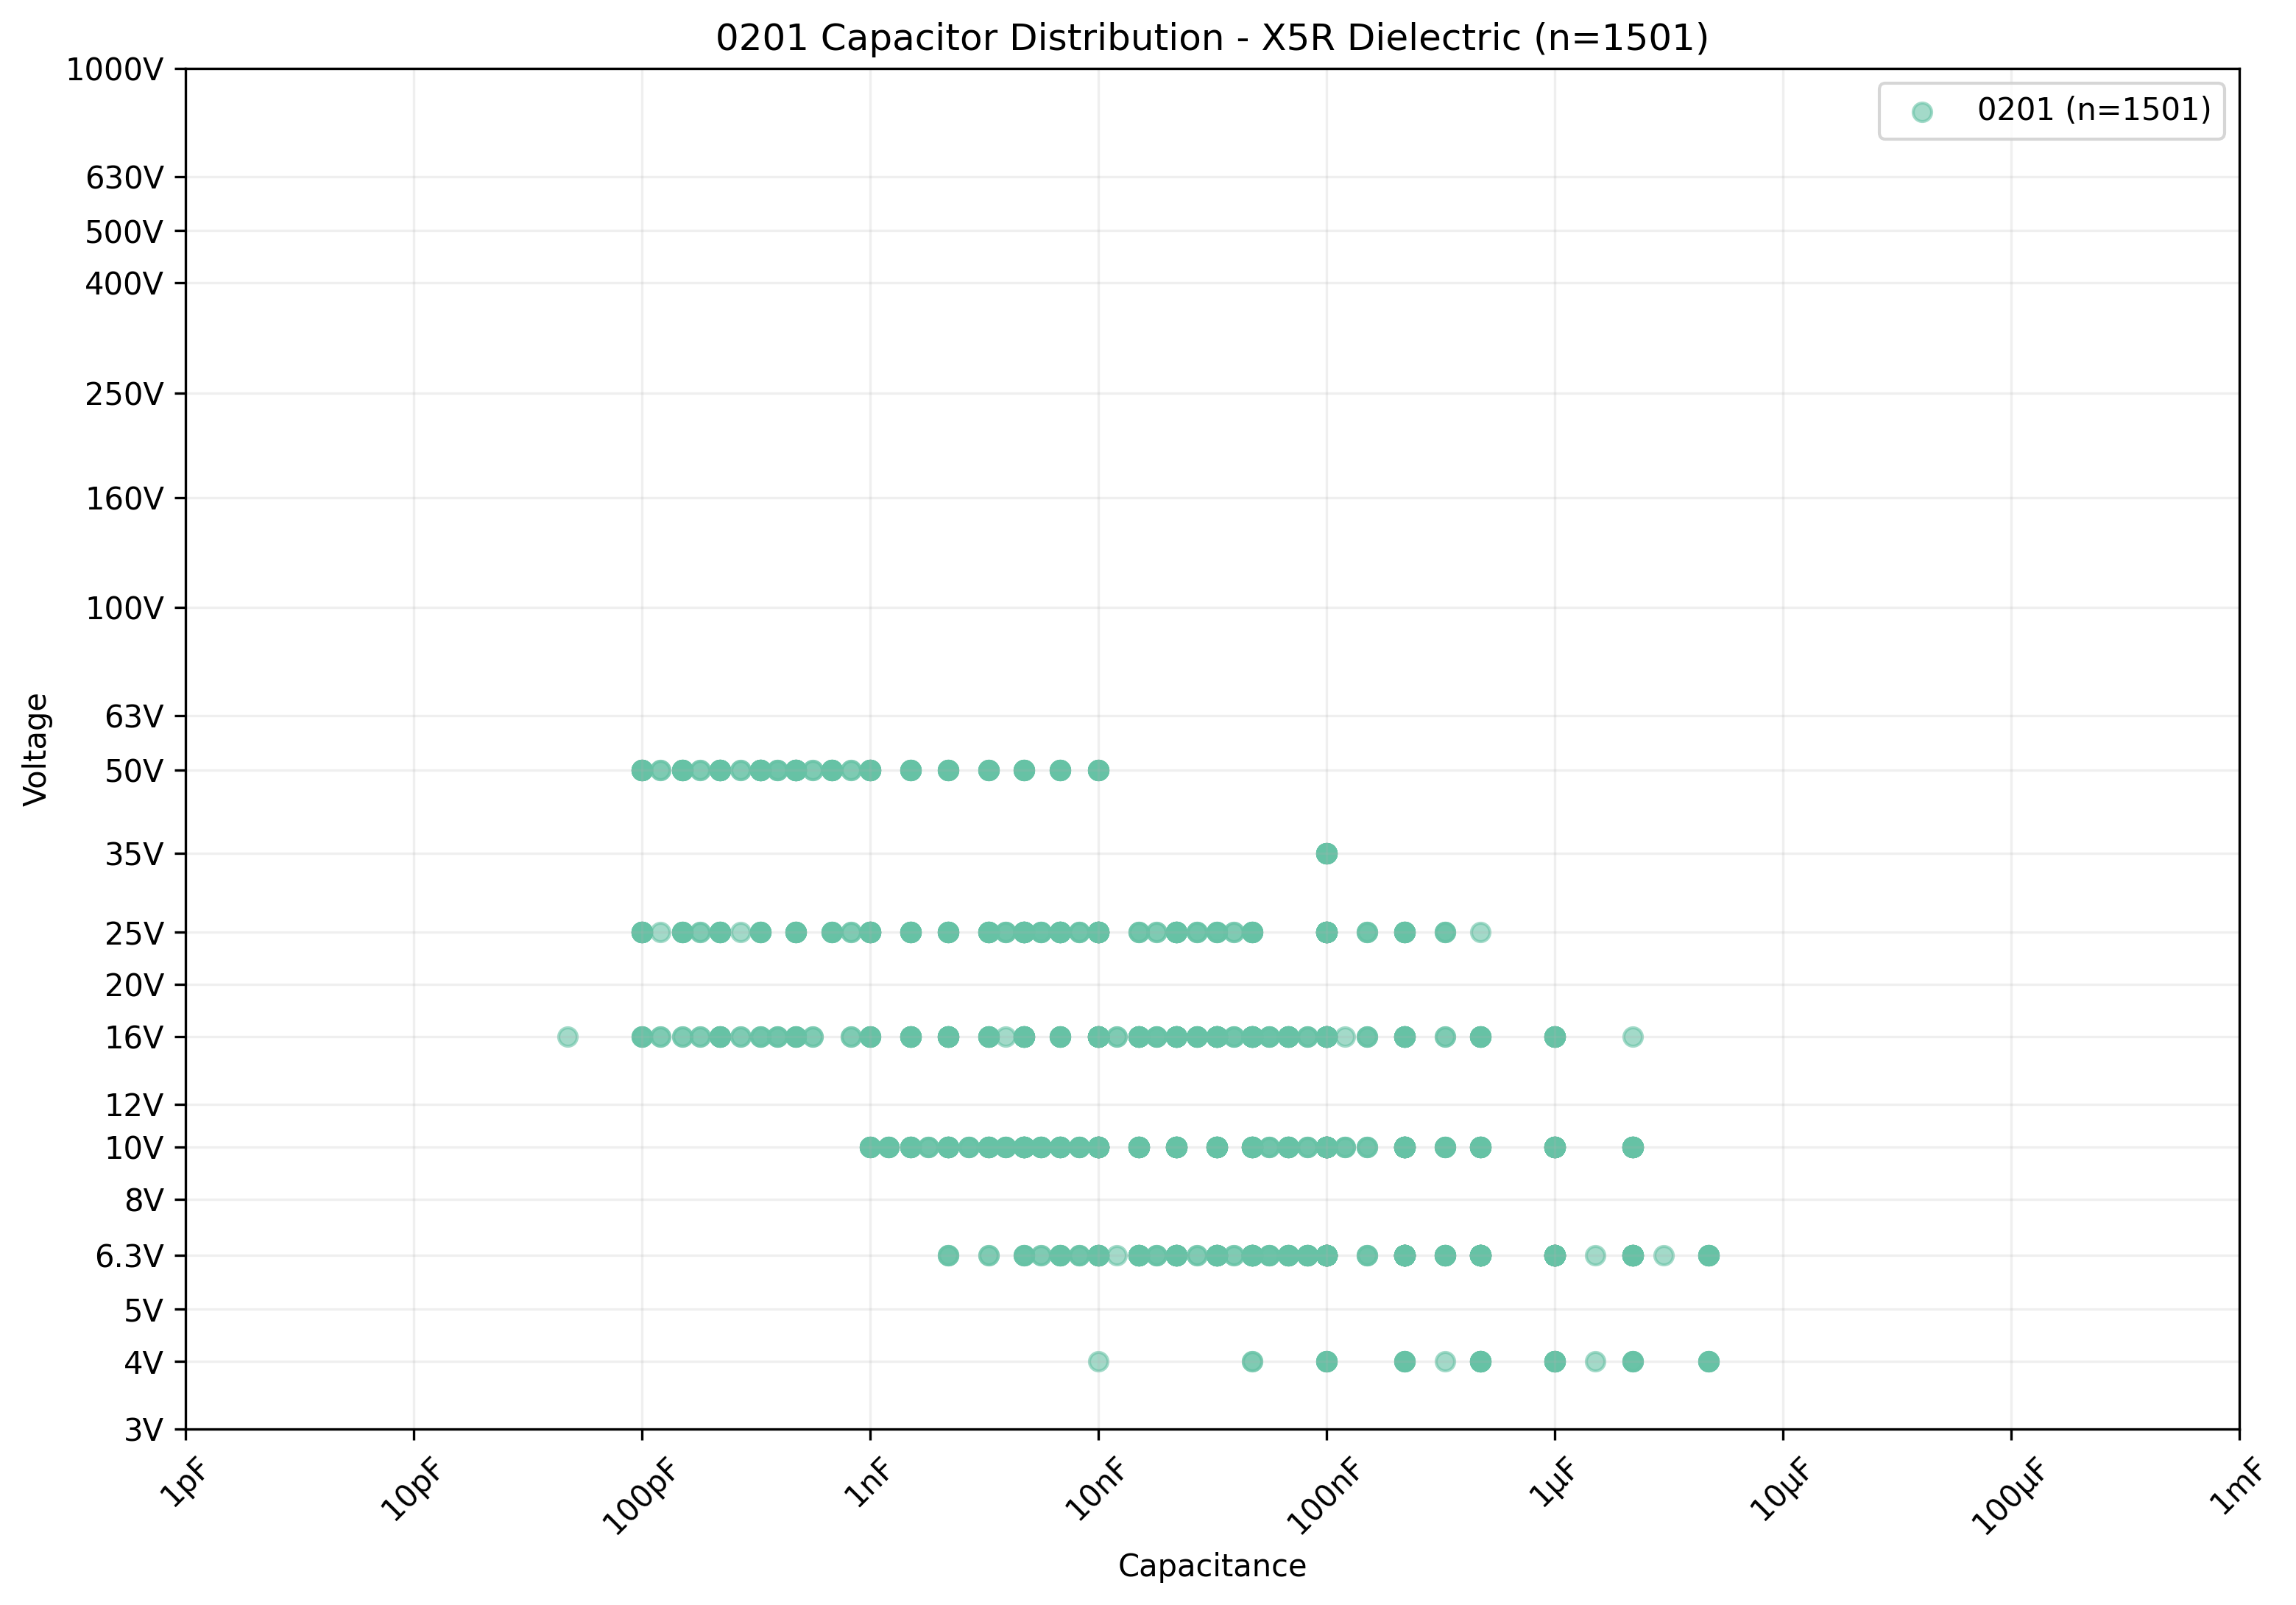 0201 Capacitor Distribution - X5R Dielectric (n=1501)
0201 (n=1501)
Voltage
1000V
630V
500V
400V
250V
160V
100V
63V
50V
35V
25V
20V
16V
12V
10V
8V
6.3V
5V
4V
3V
1pF
10pF
100pF
1nF
10nF
100nF
1μF
10μF
100μF
1mF
Capacitance